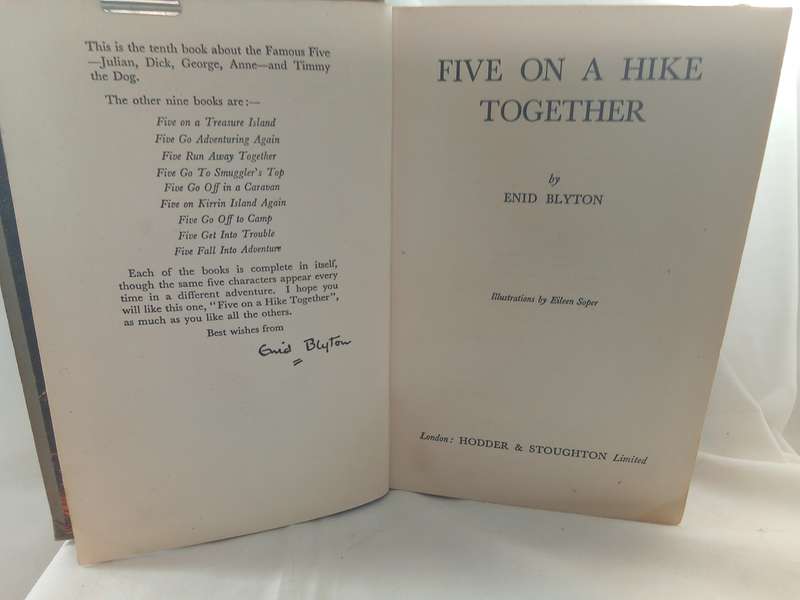 This is the tenth book about the Famous Five
—Julian, Dick, George, Anne—and Timmy
the Dog.
The other nine books are:—
Five on a Treasure Island
Five Go Adventuring Again
Five Run Away Together
Five Go To Smuggler's Top
Five Go Off in a Caravan
Five on Kirrin Island Again
Five Go Off to Camp
Five Get Into Trouble
Five Fall Into Adventure
Each of the books is complete in itself,
though the same five characters appear every
time in a different adventure. I hope you
will like this one, "Five on a Hike Together",
as much as you like all the others.
Best wishes from
Enid Blyton
FIVE ON A HIKE
TOGETHER
by
ENID BLYTON
Illustrations by Eileen Soper
London: HODDER & STOUGHTON Limited